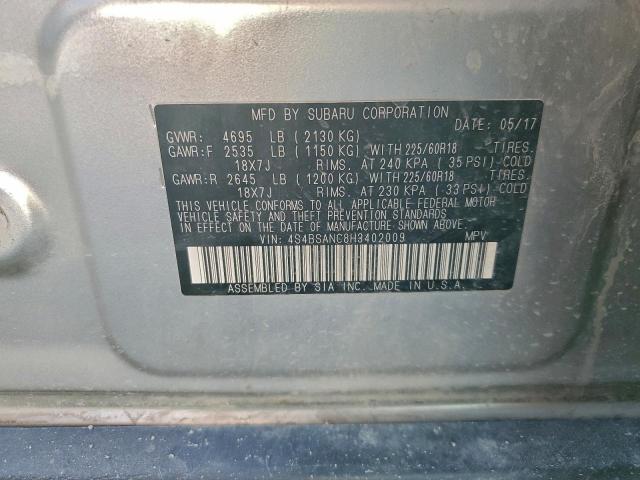 MFD BY SUBARU CORPORATION
DATE: 05/17
GVWR: 4695 LB (2130 KG)
GAWR:F 2535 LB (1150 KG) WITH 225/60R18 TIRES.
18X7J RIMS. AT 240 KPA (35 PSI) COLD
GAWR:R 2645 LB (1200 KG) WITH 225/60R18 TIRES.
18X7J RIMS. AT 230 KPA (33 PSI) COLD
THIS VEHICLE CONFORMS TO ALL APPLICABLE FEDERAL MOTOR
VEHICLE SAFETY AND THEFT PREVENTION STANDARDS
IN EFFECT ON THE DATE OF MANUFACTURE SHOWN ABOVE.
VIN: 4S4BSANC8H3402009 MPV
ASSEMBLED BY SIA INC. MADE IN U.S.A.